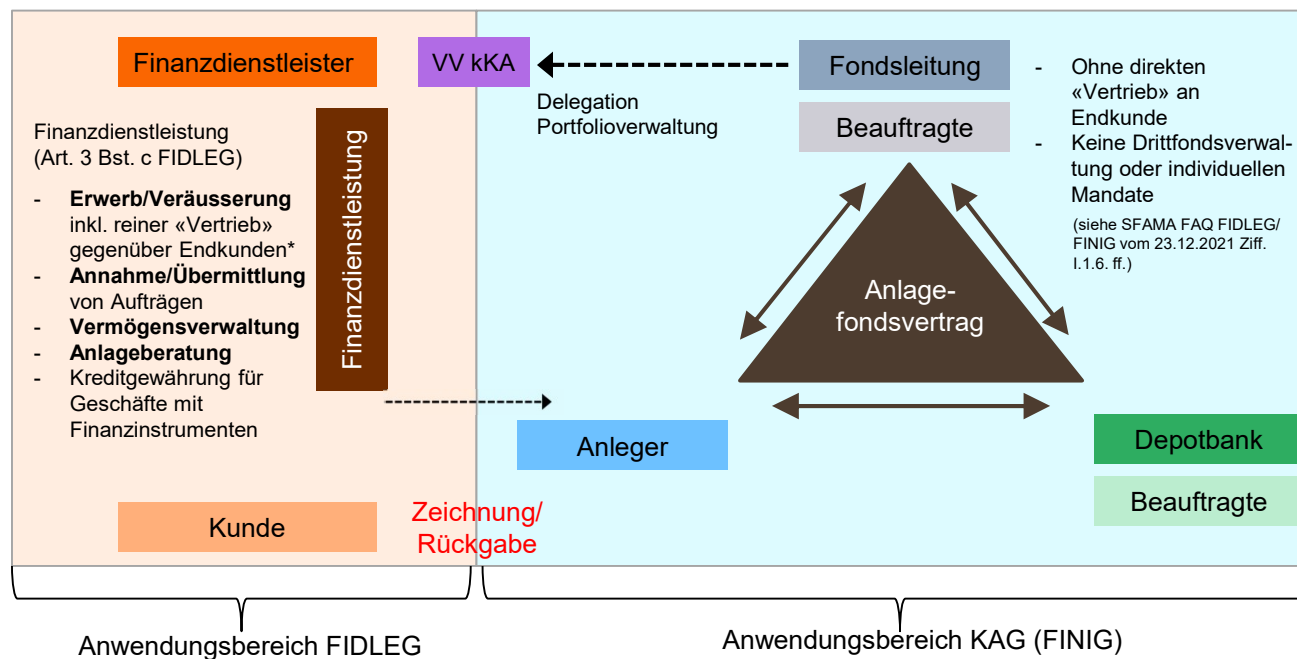 Finanzdienstleister
VV kKA
Fondsleitung
Beauftragte
Delegation
Portfolioverwaltung
- Ohne direkten
«Vertrieb» an
Endkunde
- Keine Drittfondsverwal-
tung oder individuellen
Mandate
(siehe SFAMA FAQ FIDLEG/
FINIG vom 23.12.2021 Ziff.
I.1.6. ff.)
Finanzdienstleistung
(Art. 3 Bst. c FIDLEG)
- Erwerb/Veräusserung
inkl. reiner «Vertrieb»
gegenüber Endkunden*
- Annahme/Übermittlung
von Aufträgen
- Vermögensverwaltung
- Anlageberatung
- Kreditgewährung für
Geschäfte mit
Finanzinstrumenten
Finanzdienstleistung
Anlage-
fondsvertrag
Anleger
Depotbank
Beauftragte
Kunde
Zeichnung/
Rückgabe
Anwendungsbereich FIDLEG
Anwendungsbereich KAG (FINIG)